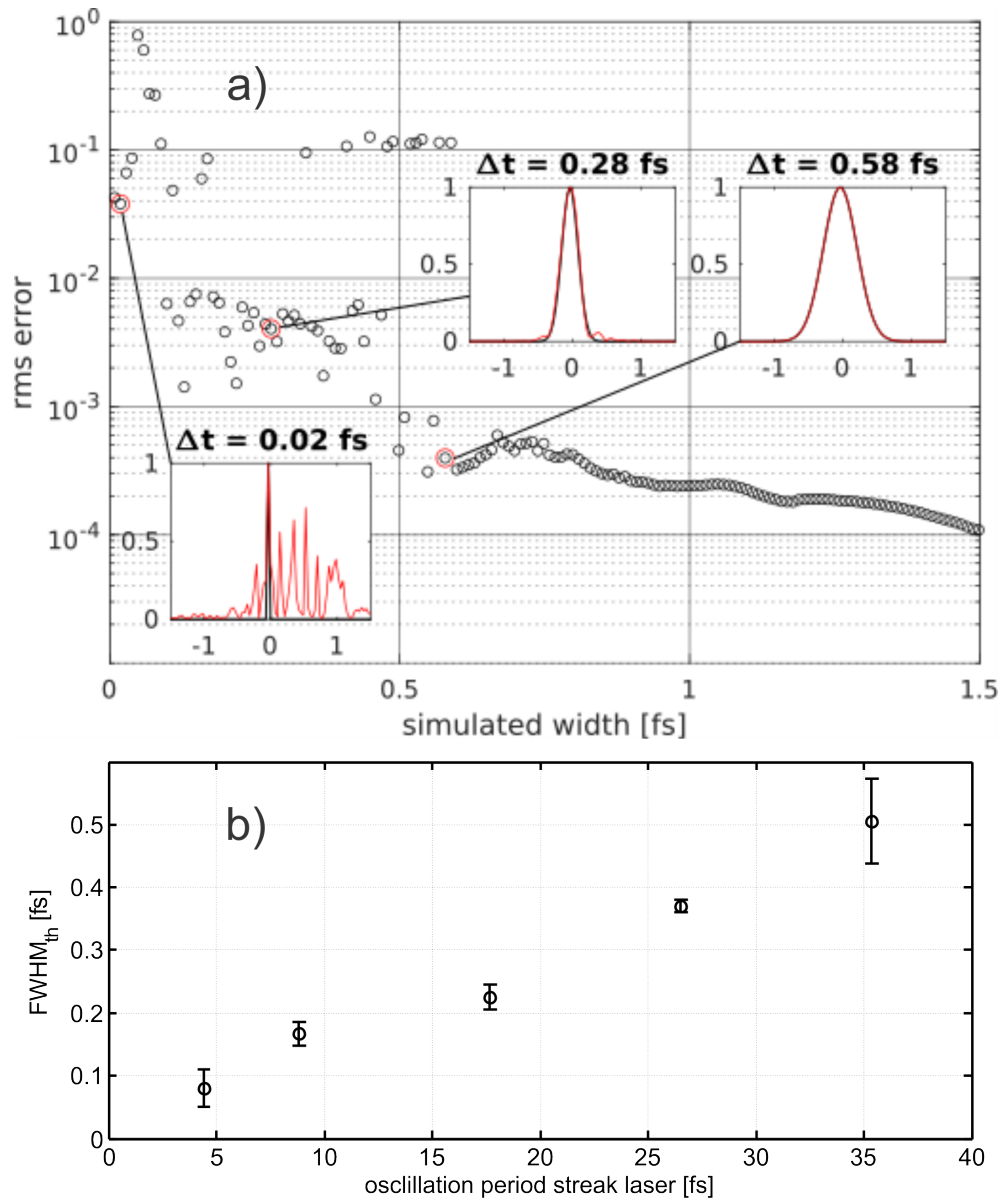 a)
10^0
10^-1
10^-2
10^-3
10^-4
rms error
Δt = 0.28 fs
1
0.5
0
-1 0 1
Δt = 0.58 fs
1
0.5
0
-1 0 1
Δt = 0.02 fs
1
0.5
0
-1 0 1
0 0.5 1 1.5
simulated width [fs]
b)
0.5
0.4
0.3
0.2
0.1
0
FWHM_th [fs]
0 5 10 15 20 25 30 35 40
osclillation period streak laser [fs]